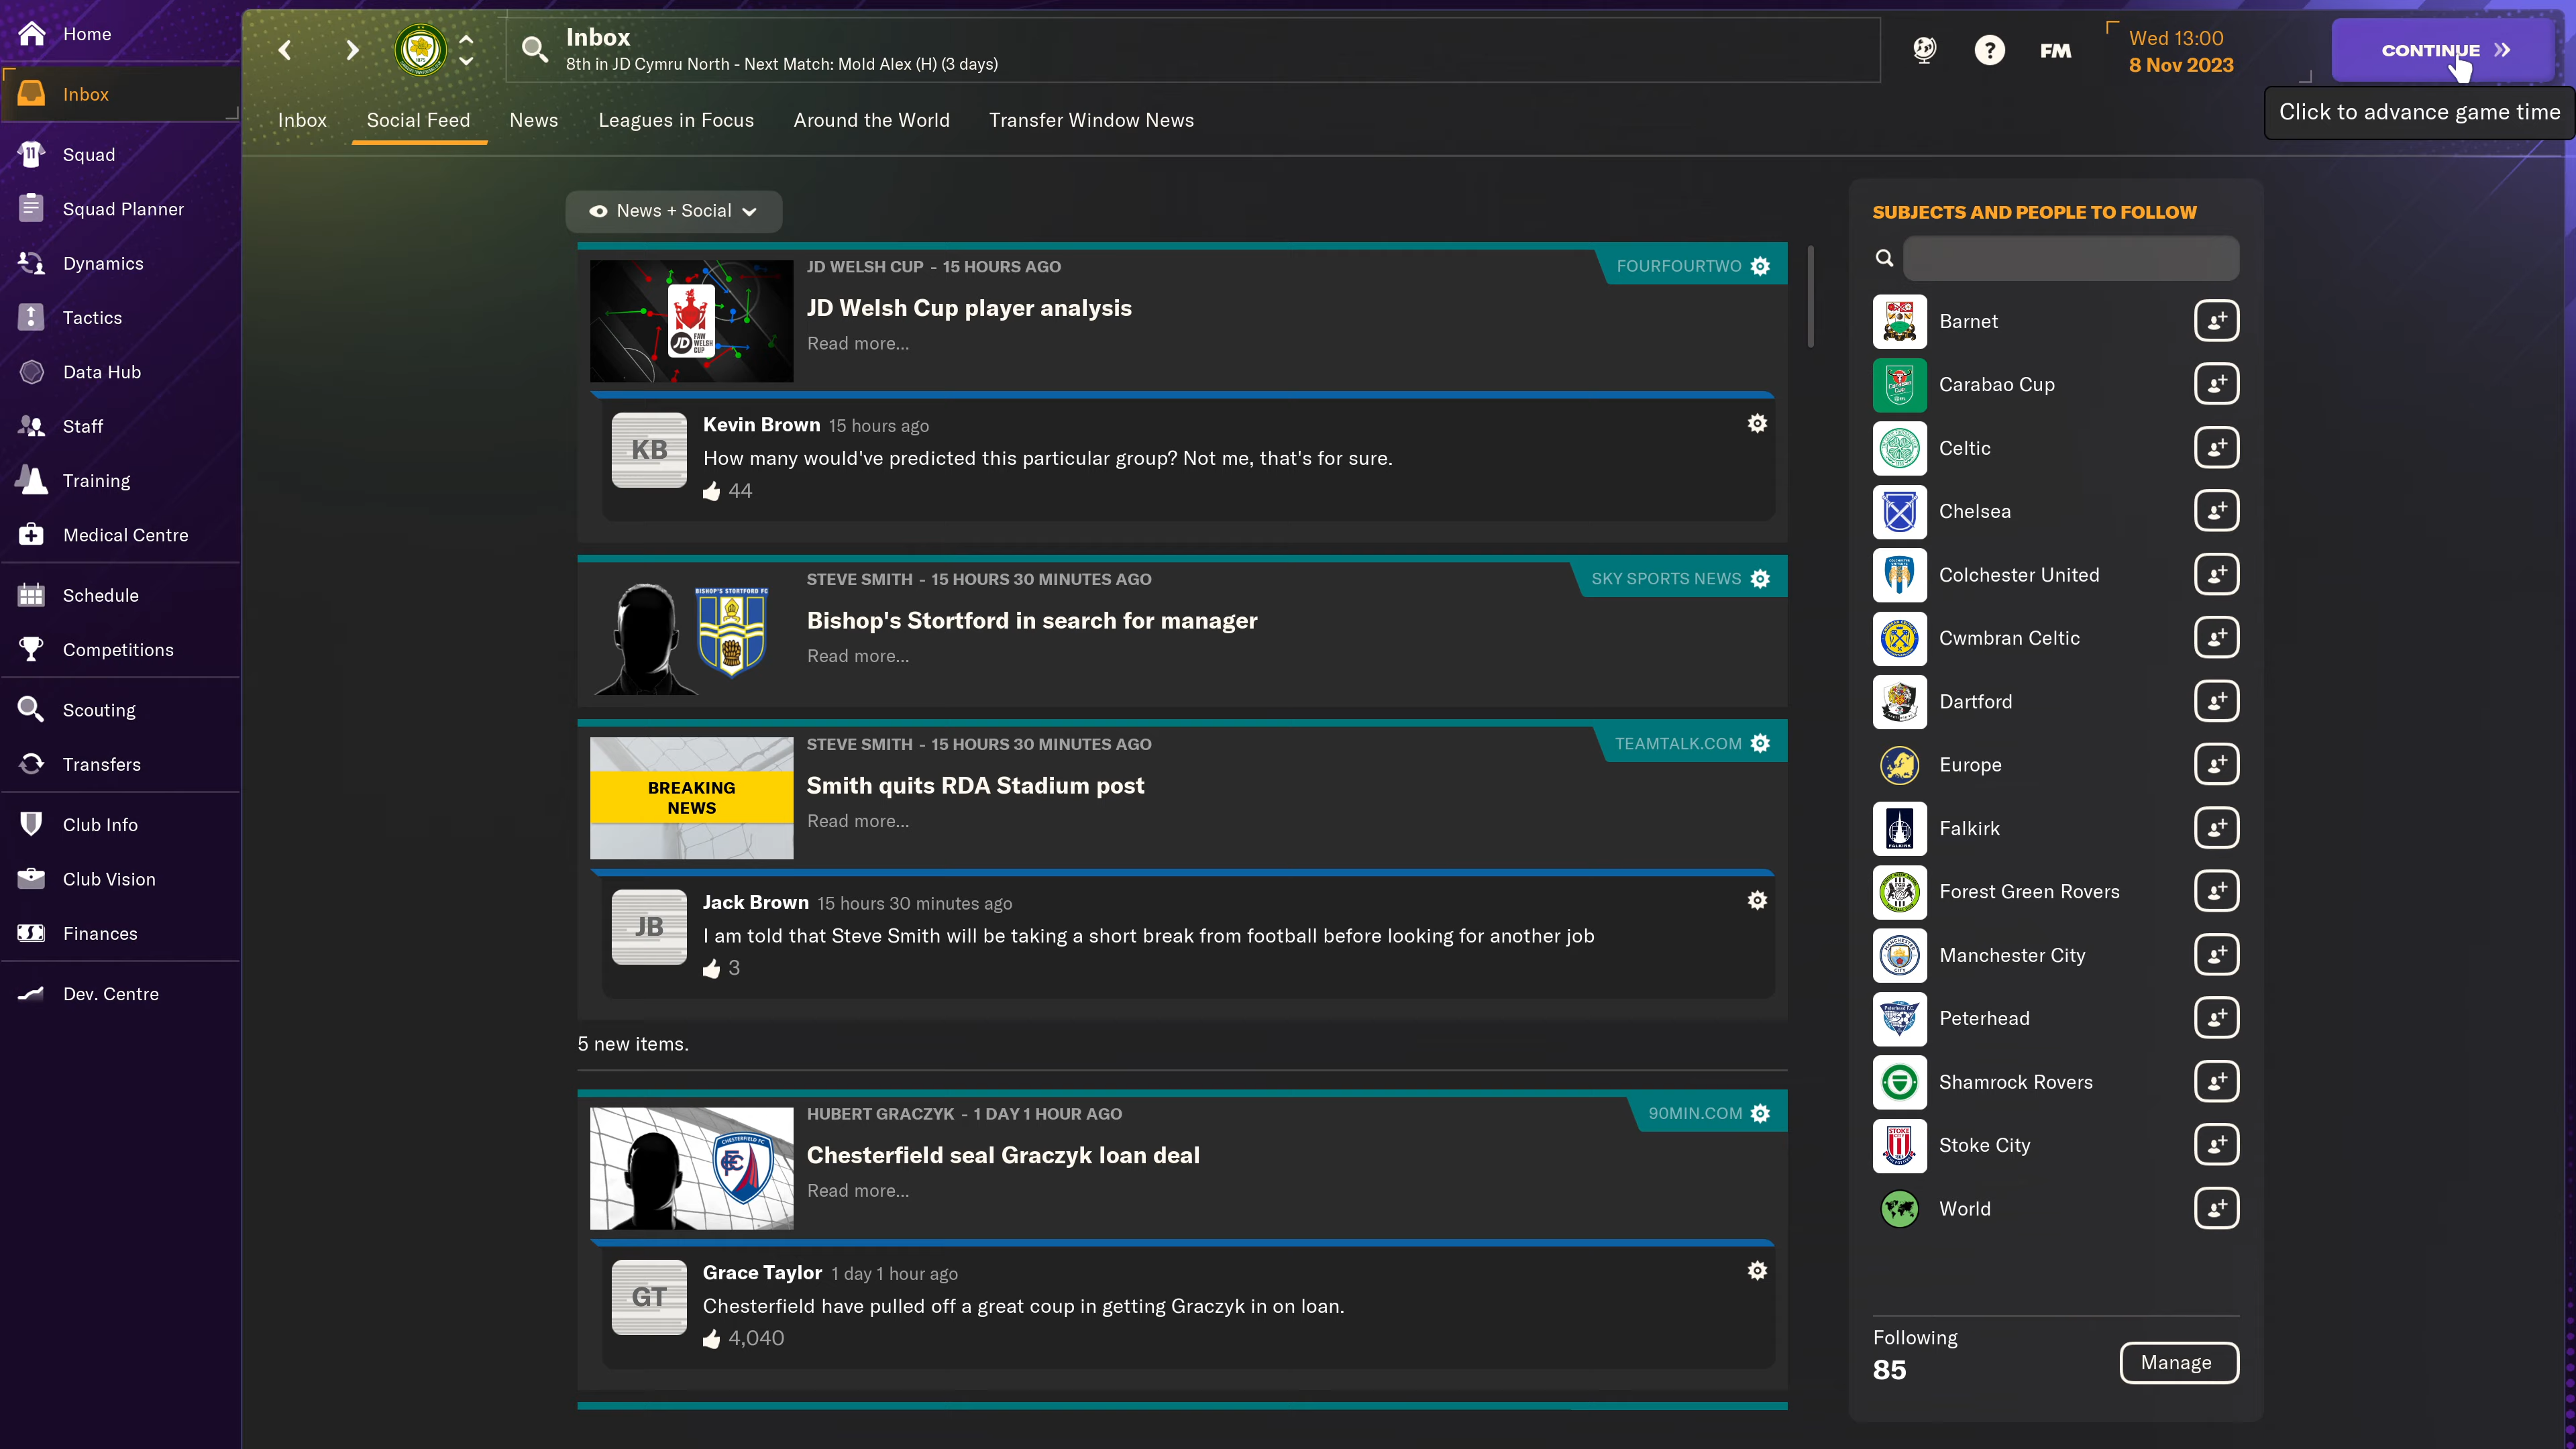 Home
Inbox
Squad
Squad Planner
Dynamics
Tactics
Data Hub
Staff
Training
Medical Centre
Schedule
Competitions
Scouting
Transfers
Club Info
Club Vision
Finances
Dev. Centre
Inbox
8th in JD Cymru North - Next Match: Mold Alex (H) (3 days)
?
FM
Wed 13:00
8 Nov 2023
CONTINUE
Click to advance game time
Inbox
Social Feed
News
Leagues in Focus
Around the World
Transfer Window News
News + Social
JD WELSH CUP - 15 HOURS AGO
FOURFOURTWO
JD Welsh Cup player analysis
Read more...
JD
FAW
WELSH
CUP
KB
Kevin Brown 15 hours ago
How many would've predicted this particular group? Not me, that's for sure.
44
STEVE SMITH - 15 HOURS 30 MINUTES AGO
SKY SPORTS NEWS
BISHOP'S STORTFORD FC
Bishop's Stortford in search for manager
Read more...
STEVE SMITH - 15 HOURS 30 MINUTES AGO
TEAMTALK.COM
BREAKING
NEWS
Smith quits RDA Stadium post
Read more...
JB
Jack Brown 15 hours 30 minutes ago
I am told that Steve Smith will be taking a short break from football before looking for another job
3
5 new items.
HUBERT GRACZYK - 1 DAY 1 HOUR AGO
90MIN.COM
CHESTERFIELD FC
Chesterfield seal Graczyk loan deal
Read more...
GT
Grace Taylor 1 day 1 hour ago
Chesterfield have pulled off a great coup in getting Graczyk in on loan.
4,040
SUBJECTS AND PEOPLE TO FOLLOW
Barnet
Carabao Cup
Celtic
Chelsea
Colchester United
Cwmbran Celtic
Dartford
Europe
Falkirk
Forest Green Rovers
Manchester City
Peterhead
Shamrock Rovers
Stoke City
World
Following
85
Manage